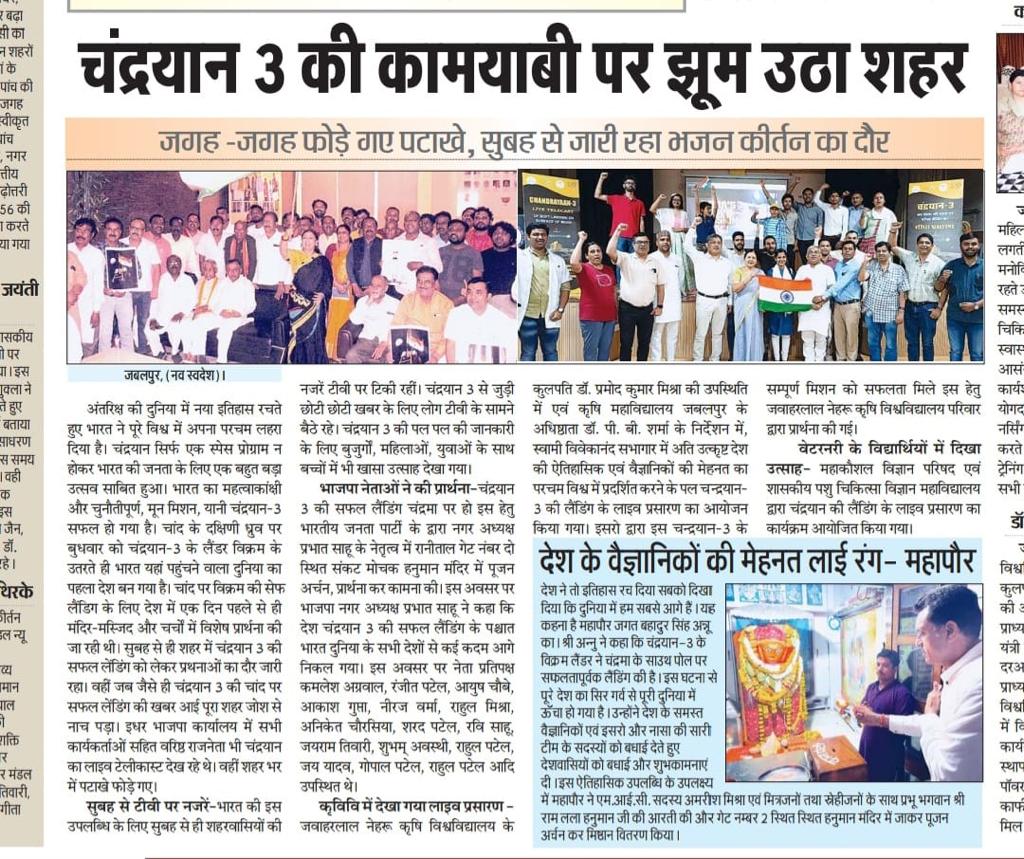 चंद्रयान 3 की कामयाबी पर झूम उठा शहर
जगह -जगह फोड़े गए पटाखे, सुबह से जारी रहा भजन कीर्तन का दौर
CHANDRAYAAN-3
LIVE TELECAST
चंद्रयान-3
जबलपुर, (नव स्वदेश)।
अंतरिक्ष की दुनिया में नया इतिहास रचते
हुए भारत ने पूरे विश्व में अपना परचम लहरा
दिया है। चंद्रयान सिर्फ एक स्पेस प्रोग्राम न
होकर भारत की जनता के लिए एक बहुत बड़ा
उत्सव साबित हुआ। भारत का महत्वाकांक्षी
और चुनौतीपूर्ण, मून मिशन, यानी चंद्रयान-3
सफल हो गया है। चांद के दक्षिणी ध्रुव पर
बुधवार को चंद्रयान-3 के लैंडर विक्रम के
उतरते ही भारत यहां पहुंचने वाला दुनिया का
पहला देश बन गया है। चांद पर विक्रम की सेफ
लैंडिंग के लिए देश में एक दिन पहले से ही
मंदिर-मस्जिद और चर्चों में विशेष प्रार्थना की
जा रही थी। सुबह से ही शहर में चंद्रयान 3 की
सफल लेंडिंग को लेकर प्रथनाओं का दौर जारी
रहा। वहीं जब जैसे ही चंद्रयान 3 की चांद पर
सफल लेंडिंग की खबर आई पूरा शहर जोश से
नाच पड़ा। इधर भाजपा कार्यालय में सभी
कार्यकर्ताओं सहित वरिष्ठ राजनेता भी चंद्रयान
का लाइव टेलीकास्ट देख रहे थे। वहीं शहर भर
में पटाखे फोड़े गए।
सुबह से टीवी पर नजरें-भारत की इस
उपलब्धि के लिए सुबह से ही शहरवासियों की
नजरें टीवी पर टिकी रहीं। चंद्रयान 3 से जुड़ी
छोटी छोटी खबर के लिए लोग टीवी के सामने
बैठे रहे। चंद्रयान 3 की पल पल की जानकारी
के लिए बुजुर्गों, महिलाओं, युवाओं के साथ
बच्चों में भी खासा उत्साह देखा गया।
भाजपा नेताओं ने की प्रार्थना-चंद्रयान
3 की सफल लैंडिंग चंद्रमा पर हो इस हेतु
भारतीय जनता पार्टी के द्वारा नगर अध्यक्ष
प्रभात साहू के नेतृत्व में रानीताल गेट नंबर दो
स्थित संकट मोचक हनुमान मंदिर में पूजन
अर्चन, प्रार्थना कर कामना की। इस अवसर पर
भाजपा नगर अध्यक्ष प्रभात साहू ने कहा कि
देश चंद्रयान 3 की सफल लैंडिंग के पश्चात
भारत दुनिया के सभी देशों से कई कदम आगे
निकल गया। इस अवसर पर नेता प्रतिपक्ष
कमलेश अग्रवाल, रंजीत पटेल, आयुष चौबे,
आकाश गुप्ता, नीरज वर्मा, राहुल मिश्रा,
अनिकेत चौरसिया, शरद पटेल, रवि साहू,
जयराम तिवारी, शुभम् अवस्थी, राहुल पटेल,
जय यादव, गोपाल पटेल, राहुल पटेल आदि
उपस्थित थे।
कृविवि में देखा गया लाइव प्रसारण -
जवाहरलाल नेहरू कृषि विश्वविद्यालय के
कुलपति डॉ. प्रमोद कुमार मिश्रा की उपस्थिति
में एवं कृषि महाविद्यालय जबलपुर के
अधिष्ठाता डॉ. पी. बी. शर्मा के निर्देशन में,
स्वामी विवेकानंद सभागार में अति उत्कृष्ट देश
की ऐतिहासिक एवं वैज्ञानिकों की मेहनत का
परचम विश्व में प्रदर्शित करने के पल चन्द्रयान-
3 की लैंडिंग के लाइव प्रसारण का आयोजन
किया गया। इसरो द्वारा इस चन्द्रयान-3 के
सम्पूर्ण मिशन को सफलता मिले इस हेतु
जवाहरलाल नेहरू कृषि विश्वविद्यालय परिवार
द्वारा प्रार्थना की गई।
वेटरनरी के विद्यार्थियों में दिखा
उत्साह- महाकौशल विज्ञान परिषद एवं
शासकीय पशु चिकित्सा विज्ञान महाविद्यालय
द्वारा चंद्रयान की लैंडिंग के लाइव प्रसारण का
कार्यक्रम आयोजित किया गया।
देश के वैज्ञानिकों की मेहनत लाई रंग- महापौर
देश ने तो इतिहास रच दिया सबको दिखा
दिया कि दुनिया में हम सबसे आगे हैं। यह
कहना है महापौर जगत बहादुर सिंह अन्नू
का। श्री अन्नु ने कहा कि चंद्रयान-3 के
विक्रम लैंडर ने चंद्रमा के साउथ पोल पर
सफलतापूर्वक लैंडिंग की है। इस घटना से
पूरे देश का सिर गर्व से पूरी दुनिया में
ऊँचा हो गया है। उन्होंने देश के समस्त
वैज्ञानिकों एवं इसरो और नासा की सारी
टीम के सदस्यों को बधाई देते हुए
देशवासियों को बधाई और शुभकामनाएं
दी। इस ऐतिहासिक उपलब्धि के उपलक्ष्य
में महापौर ने एम.आई.सी. सदस्य अमरीश मिश्रा एवं मित्रजनों तथा स्नेहीजनों के साथ प्रभू भगवान श्री
राम लला हनुमान जी की आरती की और गेट नम्बर 2 स्थित स्थित हनुमान मंदिर में जाकर पूजन
अर्चन कर मिष्ठान वितरण किया।